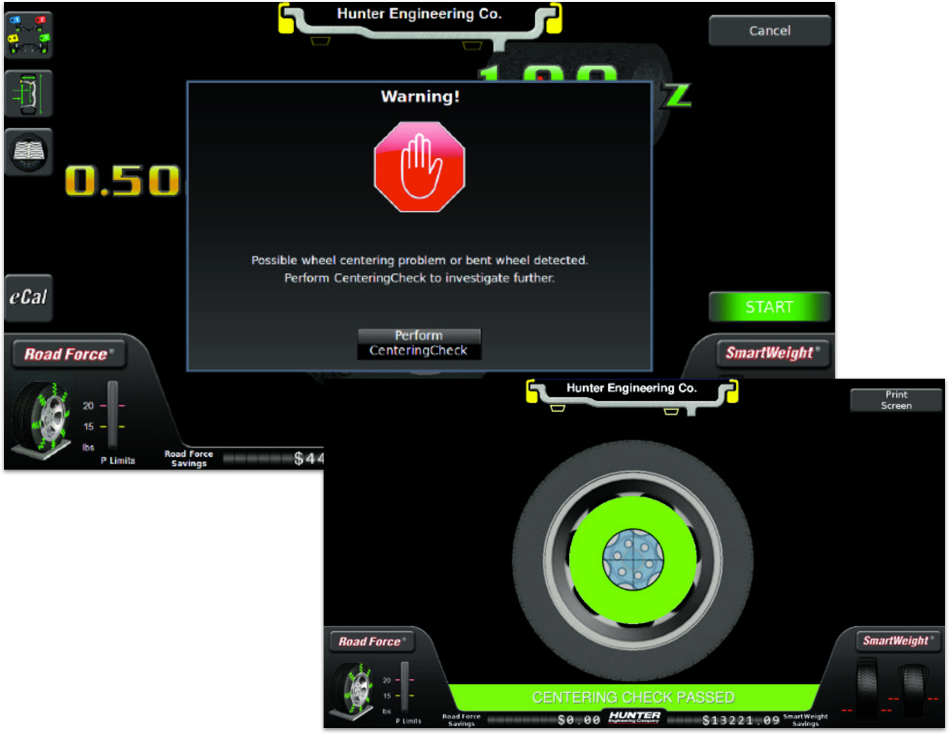 Hunter Engineering Co.
Cancel
Z
Warning!
0.50
Possible wheel centering problem or bent wheel detected.
Perform CenteringCheck to investigate further.
eCal
START
Perform
CenteringCheck
Road Force®
SmartWeight®
20
15
lbs
P Limits
Road Force
Savings
$44
Hunter Engineering Co.
Print
Screen
Road Force®
SmartWeight®
20
15
lbs
P Limits
CENTERING CHECK PASSED
Road Force
Savings
$0.00
HUNTER
Engineering Company
$13221.09
SmartWeight
Savings